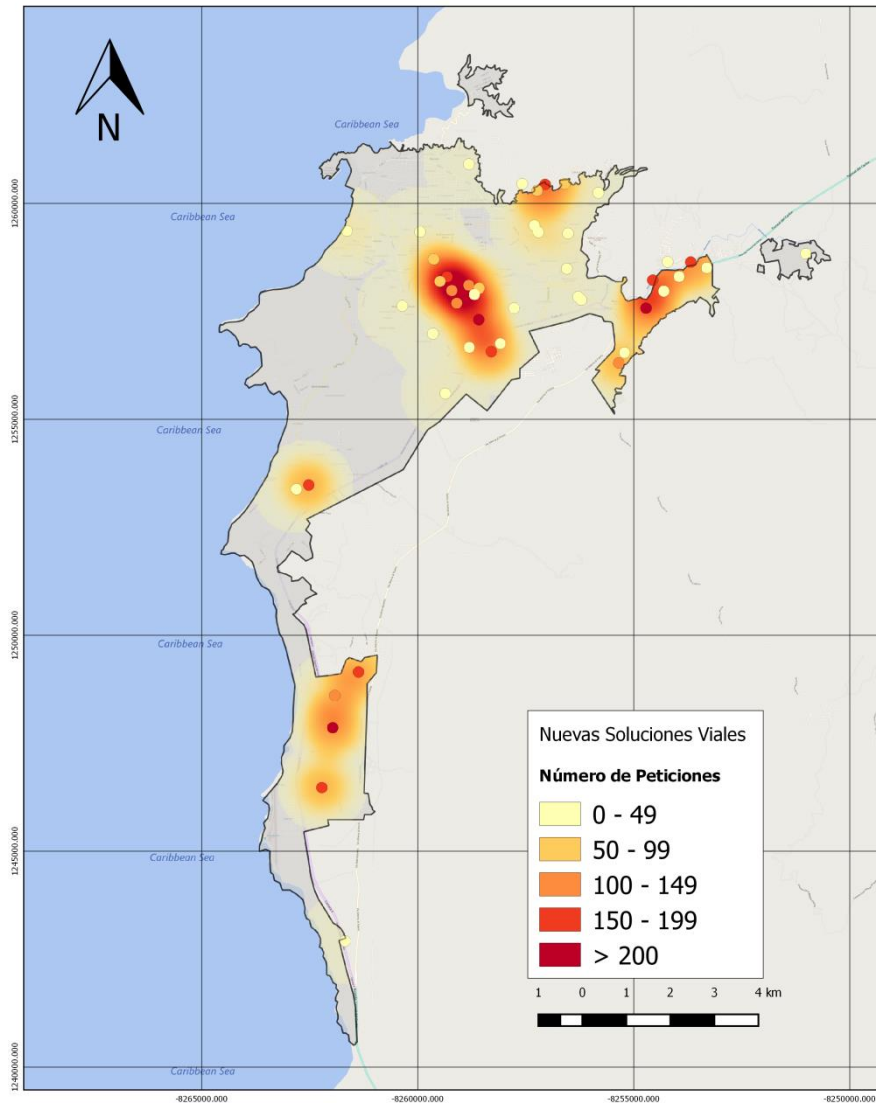 N
Caribbean Sea
1260000.000
Caribbean Sea
Caribbean Sea
1255000.000
Caribbean Sea
1250000.000
Caribbean Sea
Nuevas Soluciones Viales
Número de Peticiones
0 - 49
50 - 99
100 - 149
150 - 199
> 200
1245000.000
Caribbean Sea
1 0 1 2 3 4 km
1240000.000
Caribbean Sea
-8265000.000 -8260000.000 -8255000.000 -8250000.000